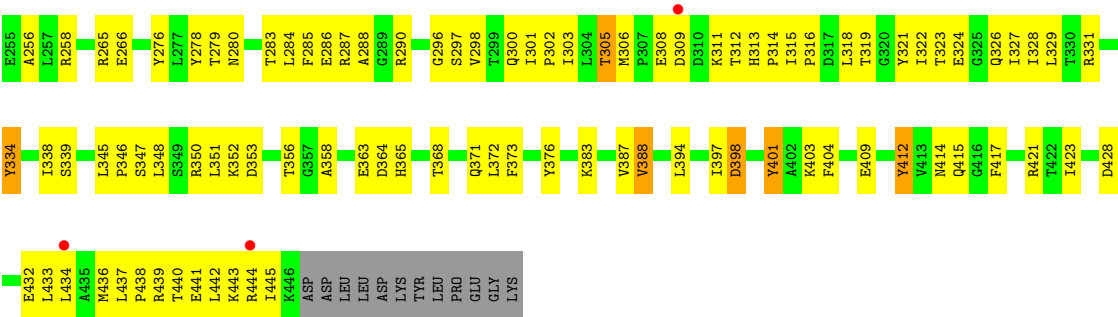 E255 A256 L257 R258 R265 E266 Y276 L277 Y278 T279 N280 T283 L284 F285 E286 R287 A288 G289 R290 G296 S297 V298 T299 Q300 I301 P302 I303 L304 T305 M306 P307 E308 D309 D310 K311 T312 H313 P314 I315 P316 D317 L318 T319 G320 Y321 I322 T323 E324 G325 Q326 I327 I328 L329 T330 R331
Y334 I338 S339 L345 P346 S347 L348 S349 R350 L351 K352 D353 T356 G357 A358 E363 D364 H365 T368 Q371 L372 F373 Y376 K383 V387 V388 L394 I397 D398 Y401 A402 K403 F404 E409 Y412 V413 N414 Q415 G416 F417 R421 T422 I423 D428
E432 L433 L434 A435 M436 L437 P438 R439 T440 E441 L442 K443 R444 I445 K446 ASP ASP LEU LEU ASP LYS TYR LEU PRO GLU GLY LYS